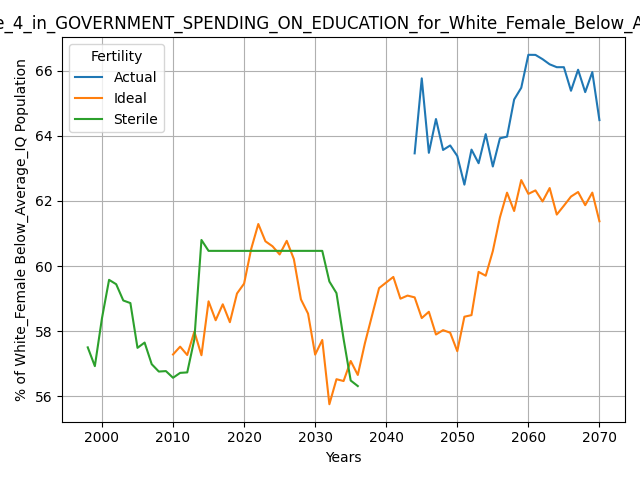 e_4_in_GOVERNMENT_SPENDING_ON_EDUCATION_for_White_Female_Below_A
Fertility
Actual
Ideal
Sterile
% of White_Female Below_Average_IQ Population
66
64
62
60
58
56
2000
2010
2020
2030
2040
2050
2060
2070
Years